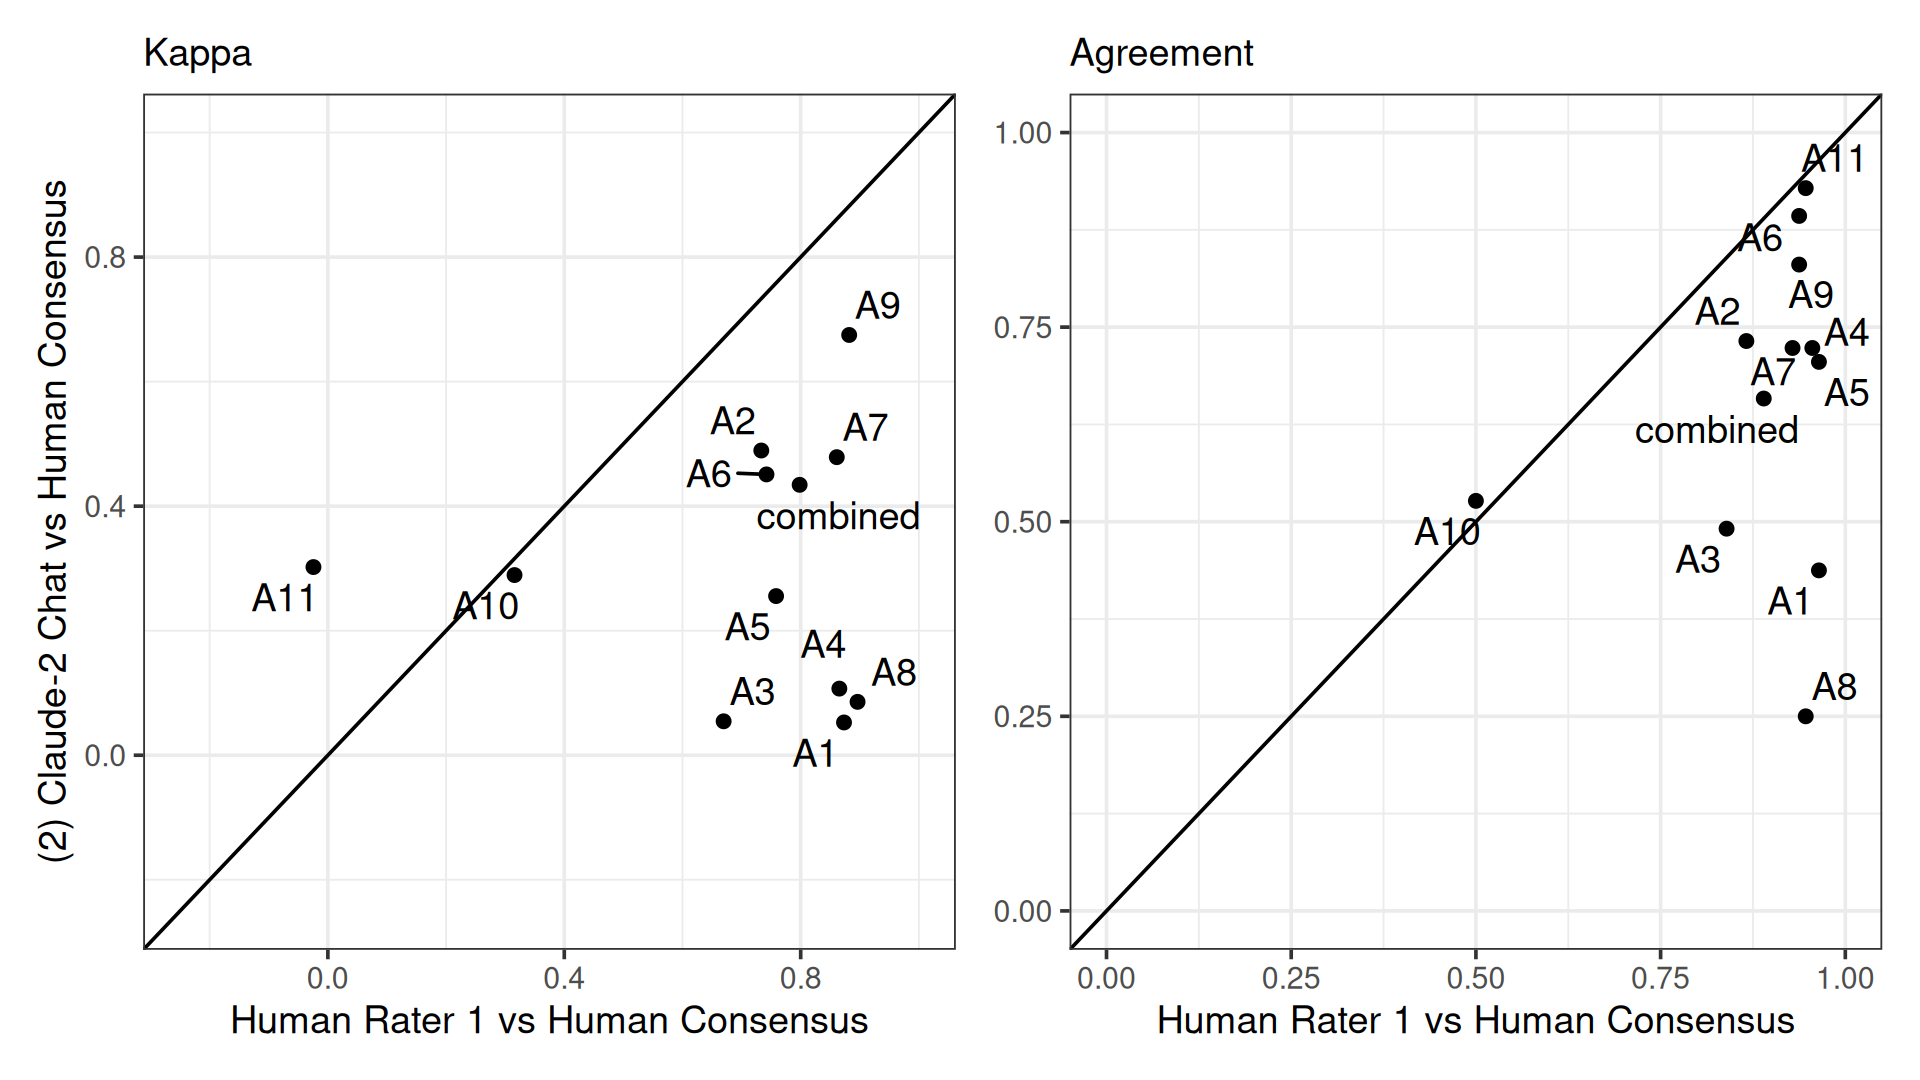 Kappa
Agreement
(2) Claude-2 Chat vs Human Consensus
0.8
0.4
0.0
A9
A2
A7
A6
combined
A11
A10
A5
A4
A8
A3
A1
0.0
0.4
0.8
Human Rater 1 vs Human Consensus
1.00
0.75
0.50
0.25
0.00
A11
A6
A9
A2
A4
A7
A5
combined
A10
A3
A1
A8
0.00
0.25
0.50
0.75
1.00
Human Rater 1 vs Human Consensus